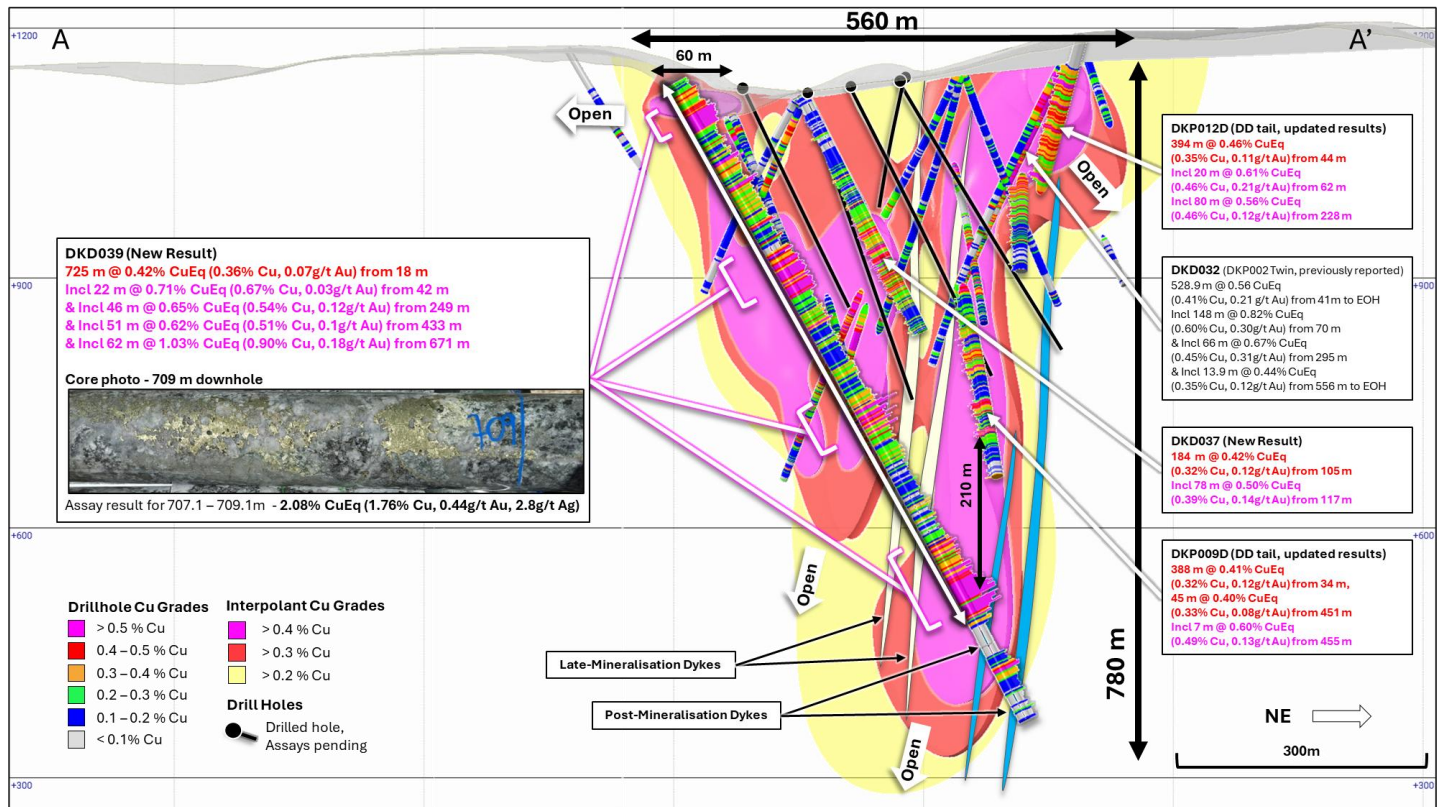 560 m
A
A'
+1200
1200
60 m
Open
DKP012D (DD tail, updated results)
394 m @ 0.46% CuEq
(0.35% Cu, 0.11g/t Au) from 44 m
Incl 20 m @ 0.61% CuEq
(0.46% Cu, 0.21g/t Au) from 62 m
Incl 80 m @ 0.56% CuEq
(0.46% Cu, 0.12g/t Au) from 228 m
Open
DKD039 (New Result)
725 m @ 0.42% CuEq (0.36% Cu, 0.07g/t Au) from 18 m
Incl 22 m @ 0.71% CuEq (0.67% Cu, 0.03g/t Au) from 42 m
& Incl 46 m @ 0.65% CuEq (0.54% Cu, 0.12g/t Au) from 249 m
& Incl 51 m @ 0.62% CuEq (0.51% Cu, 0.1g/t Au) from 433 m
& Incl 62 m @ 1.03% CuEq (0.90% Cu, 0.18g/t Au) from 671 m
Core photo - 709 m downhole
709
Assay result for 707.1 – 709.1m - 2.08% CuEq (1.76% Cu, 0.44g/t Au, 2.8g/t Ag)
+900
+900
DKD032 (DKP002 Twin, previously reported)
528.9 m @ 0.56 CuEq
(0.41% Cu, 0.21 g/t Au) from 41m to EOH
Incl 148 m @ 0.82% CuEq
(0.60% Cu, 0.30g/t Au) from 70 m
& Incl 66 m @ 0.67% CuEq
(0.45% Cu, 0.31g/t Au) from 295 m
& Incl 13.9 m @ 0.44% CuEq
(0.35% Cu, 0.12g/t Au) from 556 m to EOH
DKD037 (New Result)
184 m @ 0.42% CuEq
(0.32% Cu, 0.12g/t Au) from 105 m
Incl 78 m @ 0.50% CuEq
(0.39% Cu, 0.14g/t Au) from 117 m
210 m
+600
+600
DKP009D (DD tail, updated results)
388 m @ 0.41% CuEq
(0.32% Cu, 0.12g/t Au) from 34 m,
45 m @ 0.40% CuEq
(0.33% Cu, 0.08g/t Au) from 451 m
Incl 7 m @ 0.60% CuEq
(0.49% Cu, 0.13g/t Au) from 455 m
780 m
Open
Drillhole Cu Grades
> 0.5 % Cu
0.4 – 0.5 % Cu
0.3 – 0.4 % Cu
0.2 – 0.3 % Cu
0.1 – 0.2 % Cu
< 0.1% Cu
Interpolant Cu Grades
> 0.4 % Cu
> 0.3 % Cu
> 0.2 % Cu
Drill Holes
Drilled hole,
Assays pending
Late-Mineralisation Dykes
Post-Mineralisation Dykes
Open
NE
300m
+300
+300